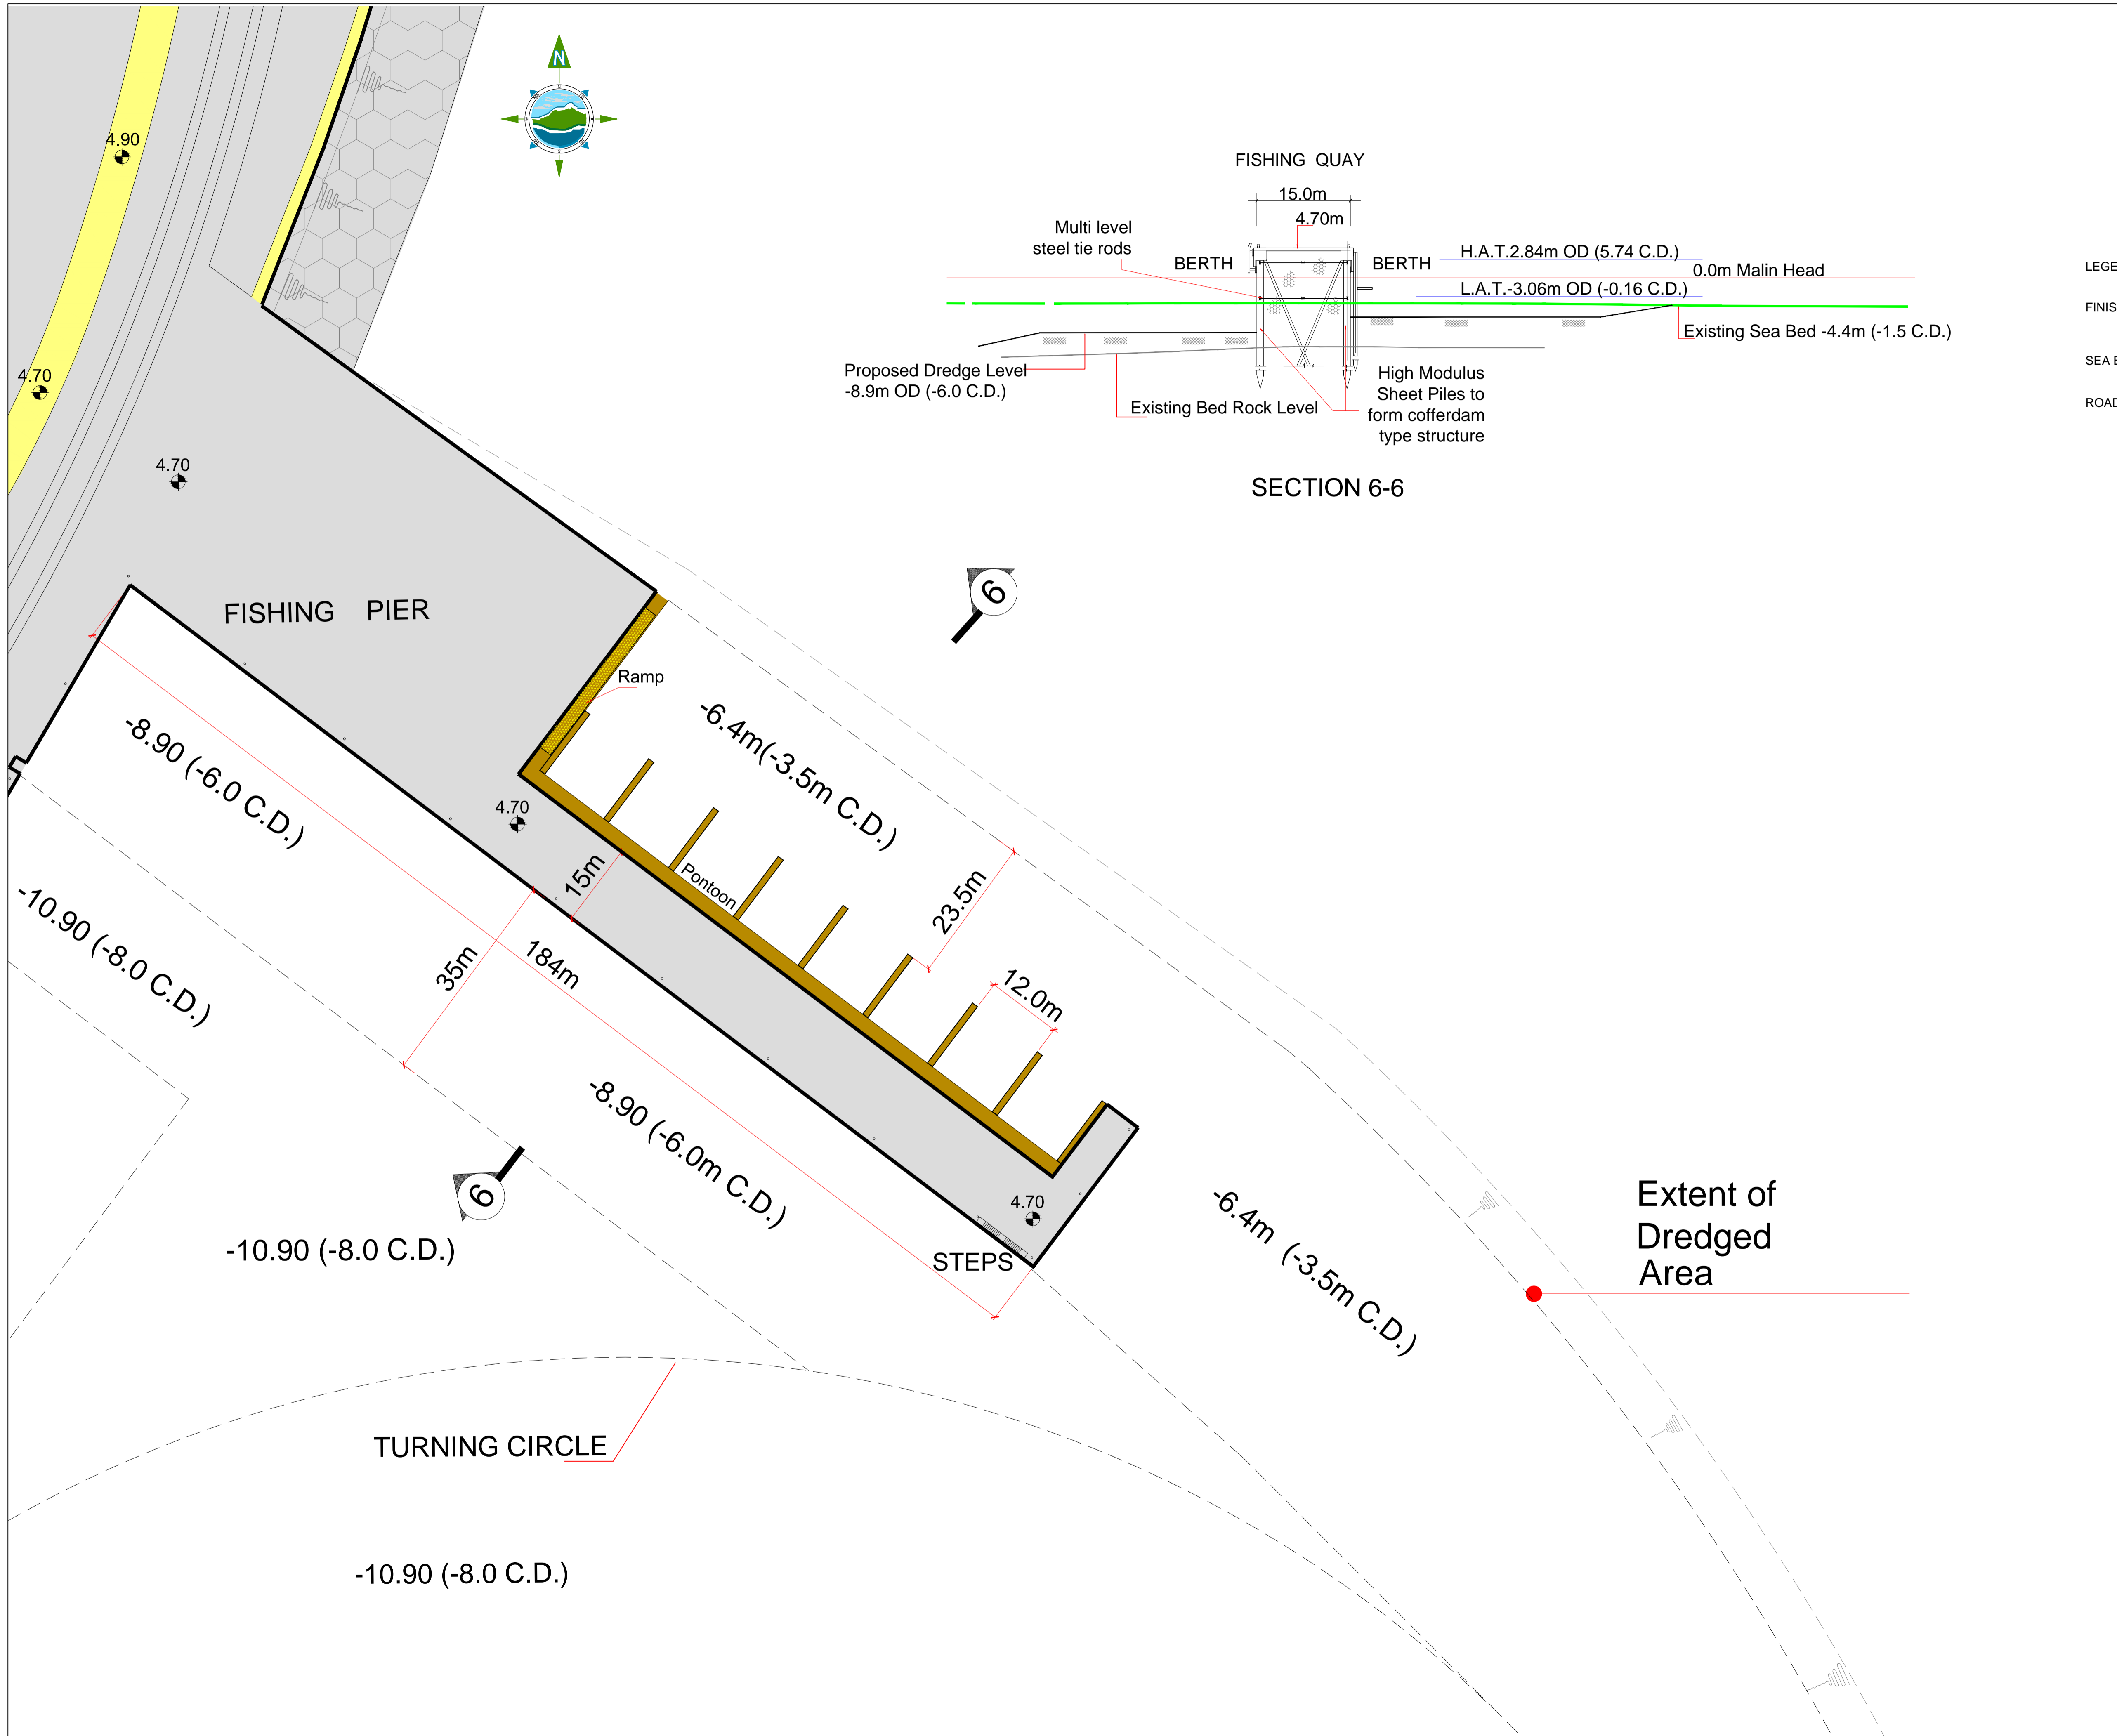 N
4.90
4.70
4.70
FISHING PIER
Ramp
-8.90 (-6.0 C.D.)
-6.4m(-3.5m C.D.)
4.70
15m
Pontoon
23.5m
-10.90 (-8.0 C.D.)
35m
184m
12.0m
-8.90 (-6.0m C.D.)
6
6
4.70
STEPS
-10.90 (-8.0 C.D.)
-6.4m (-3.5m C.D.)
Extent of
Dredged
Area
TURNING CIRCLE
-10.90 (-8.0 C.D.)
FISHING QUAY
15.0m
4.70m
Multi level
steel tie rods
BERTH
BERTH
H.A.T.2.84m OD (5.74 C.D.)
0.0m Malin Head
L.A.T.-3.06m OD (-0.16 C.D.)
Existing Sea Bed -4.4m (-1.5 C.D.)
Proposed Dredge Level
-8.9m OD (-6.0 C.D.)
Existing Bed Rock Level
High Modulus
Sheet Piles to
form cofferdam
type structure
SECTION 6-6
LEGE
FINIS
SEA
ROAD